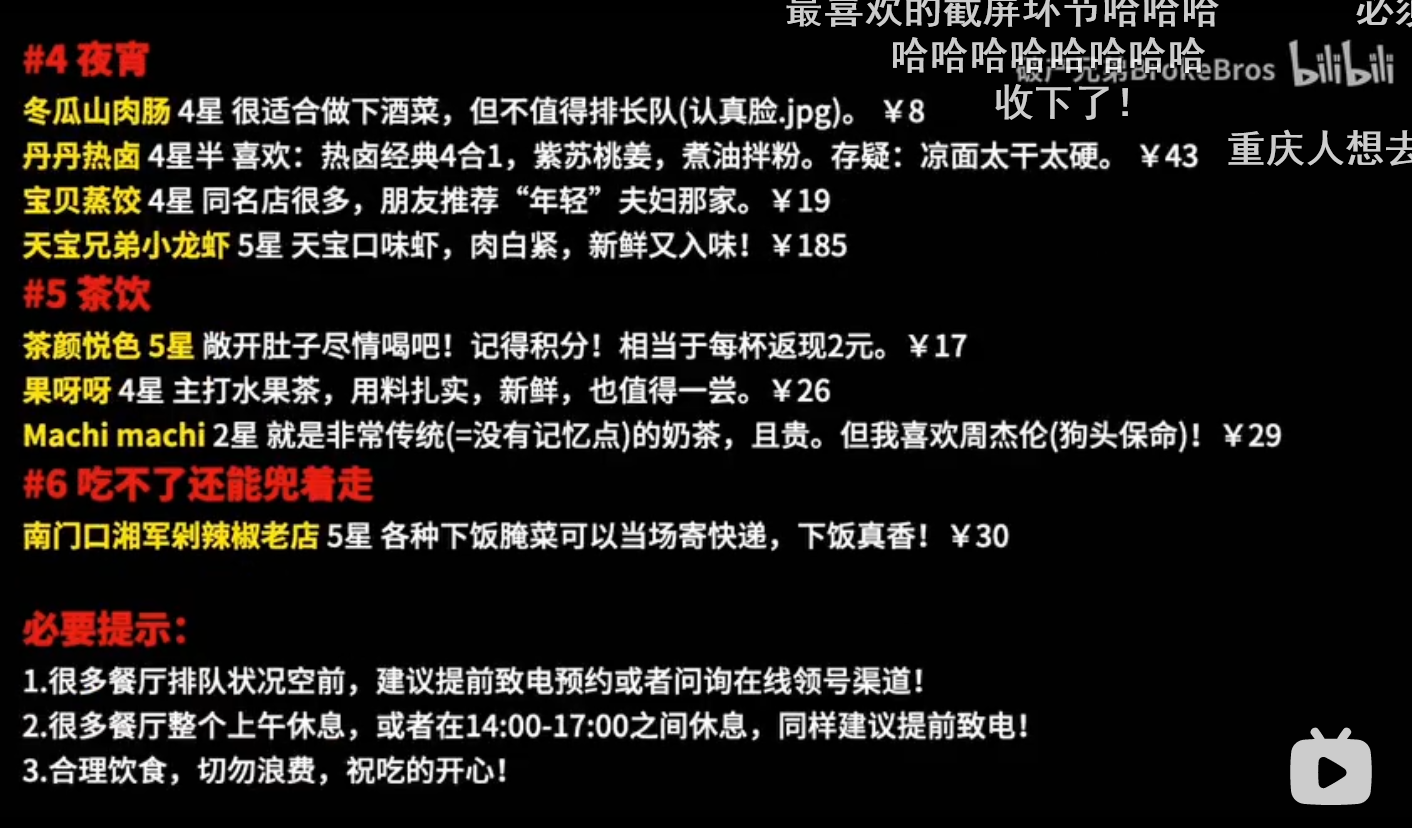 最喜欢的截屏环节哈哈哈
必须
#4 夜宵
哈哈哈哈哈哈哈哈
破产兄弟BrokeBros bilibili
冬瓜山肉肠 4星 很适合做下酒菜，但不值得排长队(认真脸.jpg)。 ￥8
收下了！
丹丹热卤 4星半 喜欢：热卤经典4合1，紫苏桃姜，煮油拌粉。存疑：凉面太干太硬。 ￥43
重庆人想去
宝贝蒸饺 4星 同名店很多，朋友推荐“年轻”夫妇那家。￥19
天宝兄弟小龙虾 5星 天宝口味虾，肉白紧，新鲜又入味！￥185
#5 茶饮
茶颜悦色 5星 敞开肚子尽情喝吧！记得积分！相当于每杯返现2元。￥17
果呀呀 4星 主打水果茶，用料扎实，新鲜，也值得一尝。￥26
Machi machi 2星 就是非常传统(=没有记忆点)的奶茶，且贵。但我喜欢周杰伦(狗头保命)！￥29
#6 吃不了还能兜着走
南门口湘军剁辣椒老店 5星 各种下饭腌菜可以当场寄快递，下饭真香！￥30
必要提示：
1.很多餐厅排队状况空前，建议提前致电预约或者问询在线领号渠道！
2.很多餐厅整个上午休息，或者在14:00-17:00之间休息，同样建议提前致电！
3.合理饮食，切勿浪费，祝吃的开心！